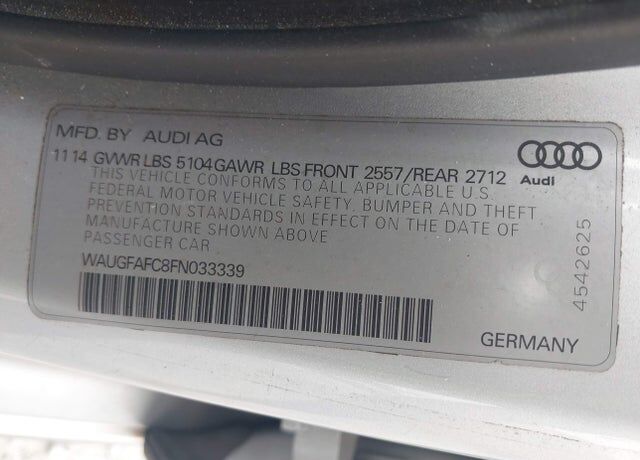 MFD. BY AUDI AG
11 14 GVWR LBS 5104 GAWR LBS FRONT 2557/REAR 2712
THIS VEHICLE CONFORMS TO ALL APPLICABLE U.S.
FEDERAL MOTOR VEHICLE SAFETY, BUMPER AND THEFT
PREVENTION STANDARDS IN EFFECT ON THE DATE OF
MANUFACTURE SHOWN ABOVE
PASSENGER CAR
WAUGFAFC8FN033339
Audi
4542625
GERMANY